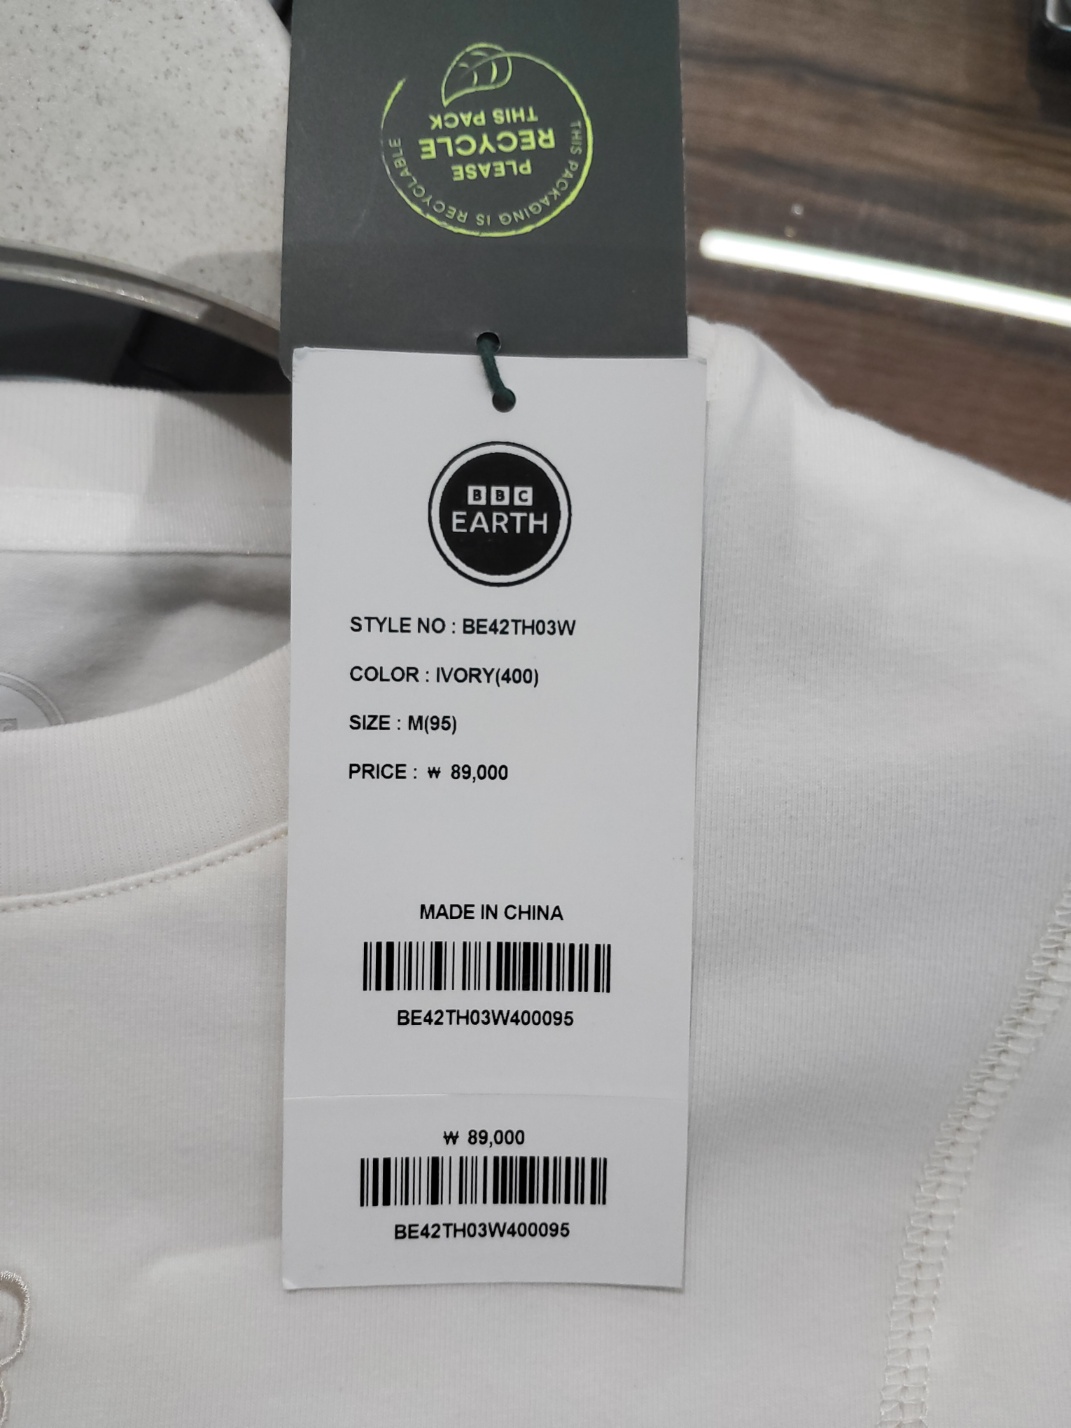 THIS PACKAGING IS RECYCLABLE
PLEASE
RECYCLE
THIS PACK
BBC
EARTH
STYLE NO : BE42TH03W
COLOR : IVORY(400)
SIZE : M(95)
PRICE : ₩ 89,000
MADE IN CHINA
BE42TH03W400095
₩ 89,000
BE42TH03W400095